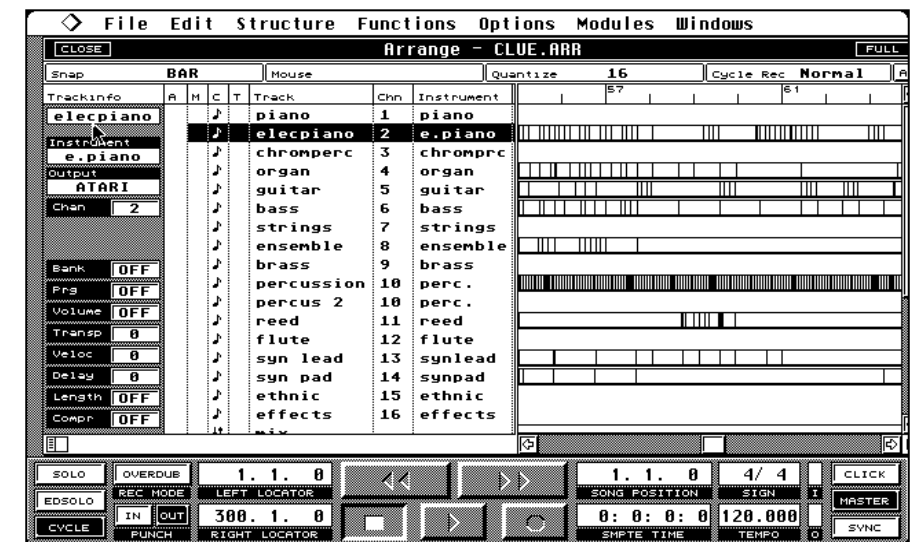 File Edit Structure Functions Options Modules Windows
CLOSE Arrange - CLUE.ARR FULL
Snap BAR Mouse Quantize 16 Cycle Rec Normal A
Trackinfo A M C T Track Chn Instrument 57 61
elecpiano
Instrument
e.piano
Output
ATARI
Chan 2
Bank OFF
Prg OFF
Volume OFF
Transp 0
Veloc 0
Delay 0
Length OFF
Compr OFF
piano 1 piano
elecpiano 2 e.piano
chromperc 3 chromprc
organ 4 organ
guitar 5 guitar
bass 6 bass
strings 7 strings
ensemble 8 ensemble
brass 9 brass
percussion 10 perc.
percus 2 10 perc.
reed 11 reed
flute 12 flute
syn lead 13 synlead
syn pad 14 synpad
ethnic 15 ethnic
effects 16 effects
SOLO OVERDUB 1. 1. 0 1. 1. 0 4/ 4 CLICK
REC MODE LEFT LOCATOR SONG POSITION SIGN I
EDSOLO MASTER
IN OUT 300. 1. 0 0: 0: 0: 0 120.000
CYCLE PUNCH RIGHT LOCATOR SMPTE TIME TEMPO O SYNC